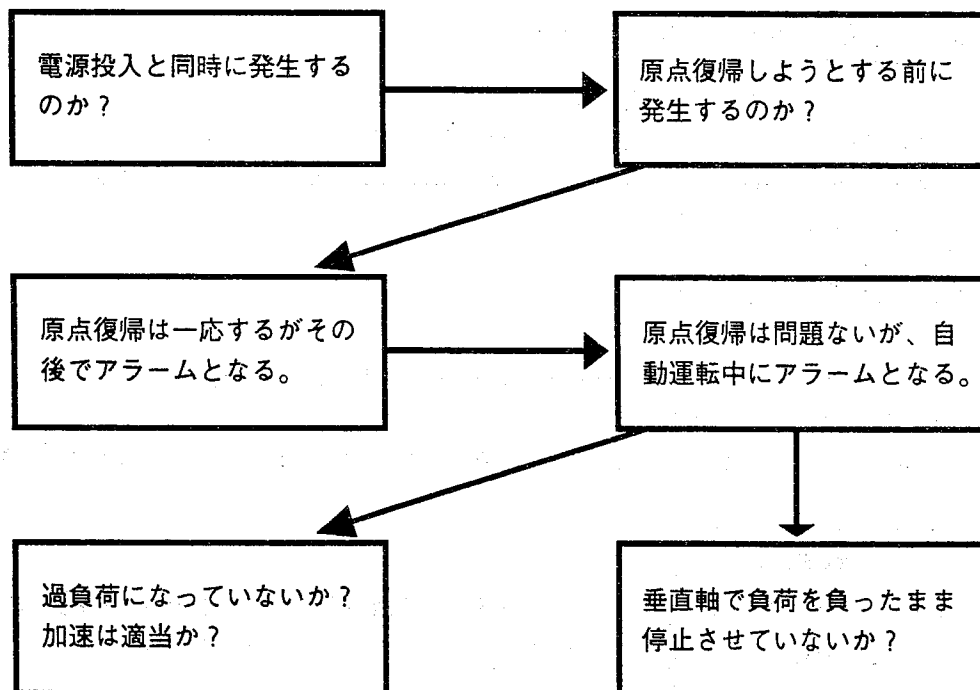 電源投入と同時に発生する
のか？
原点復帰しようとする前に
発生するのか？
原点復帰は一応するがその
後でアラームとなる。
原点復帰は問題ないが、自
動運転中にアラームとなる。
過負荷になっていないか？
加速は適当か？
垂直軸で負荷を負ったまま
停止させていないか？